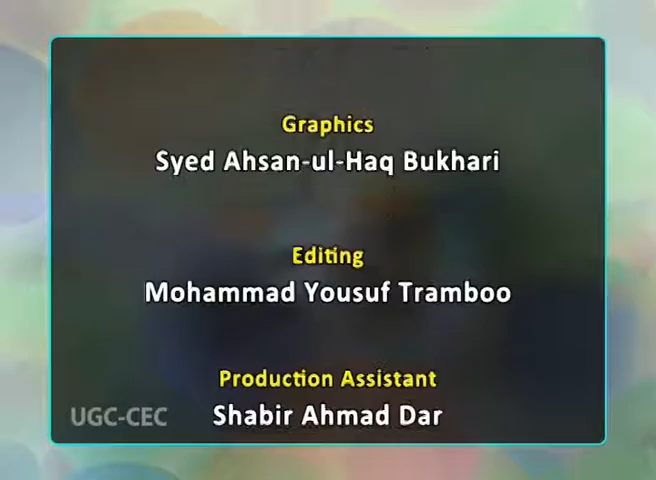 Graphics
Syed Ahsan-ul-Haq Bukhari
Editing
Mohammad Yousuf Tramboo
Production Assistant
Shabir Ahmad Dar
UGC-CEC